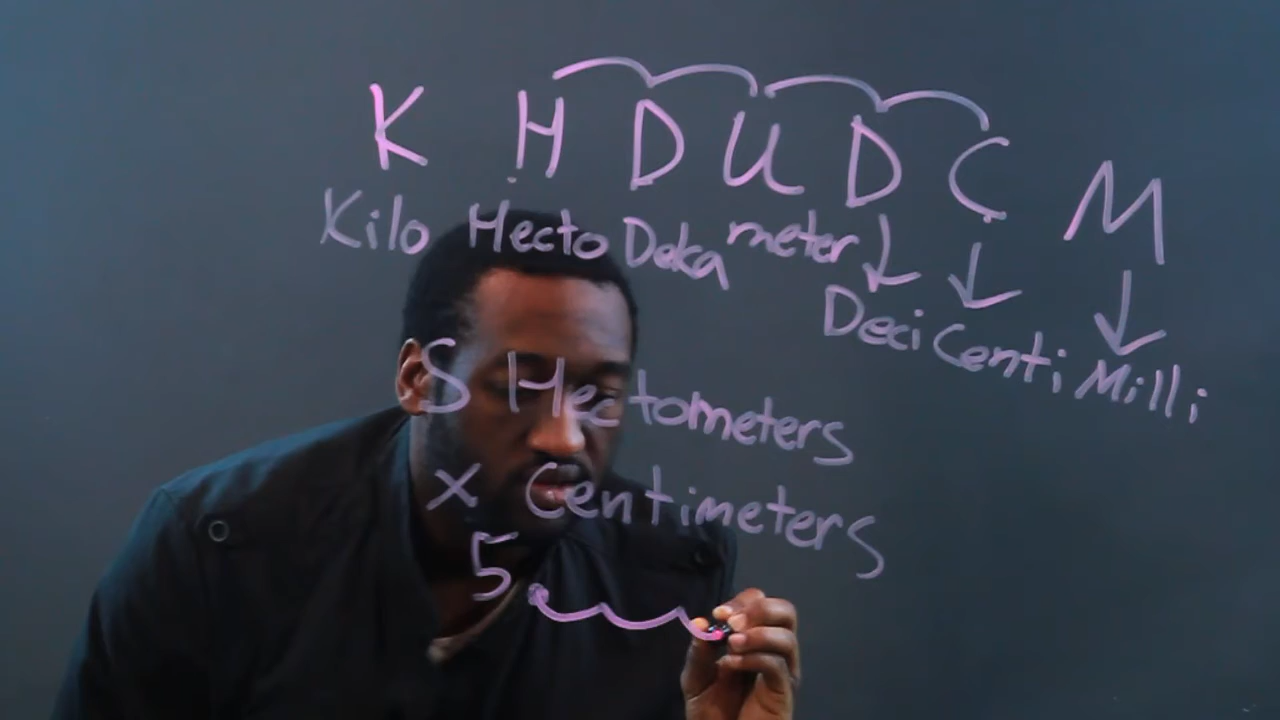 K H D U D C M
Kilo Hecto Deka meter Deci Centi Milli
5 Hectometers
x Centimeters
5.